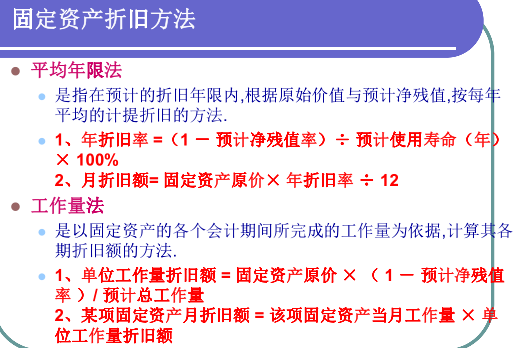 固定资产折旧方法
平均年限法
是指在预计的折旧年限内,根据原始价值与预计净残值,按每年
平均的计提折旧的方法.
1、年折旧率 =（1 － 预计净残值率）÷ 预计使用寿命（年）
× 100%
2、月折旧额= 固定资产原价× 年折旧率 ÷ 12
工作量法
是以固定资产的各个会计期间所完成的工作量为依据,计算其各
期折旧额的方法.
1、单位工作量折旧额 = 固定资产原价 × （ 1 － 预计净残值
率 ）/ 预计总工作量
2、某项固定资产月折旧额 = 该项固定资产当月工作量 × 单
位工作量折旧额